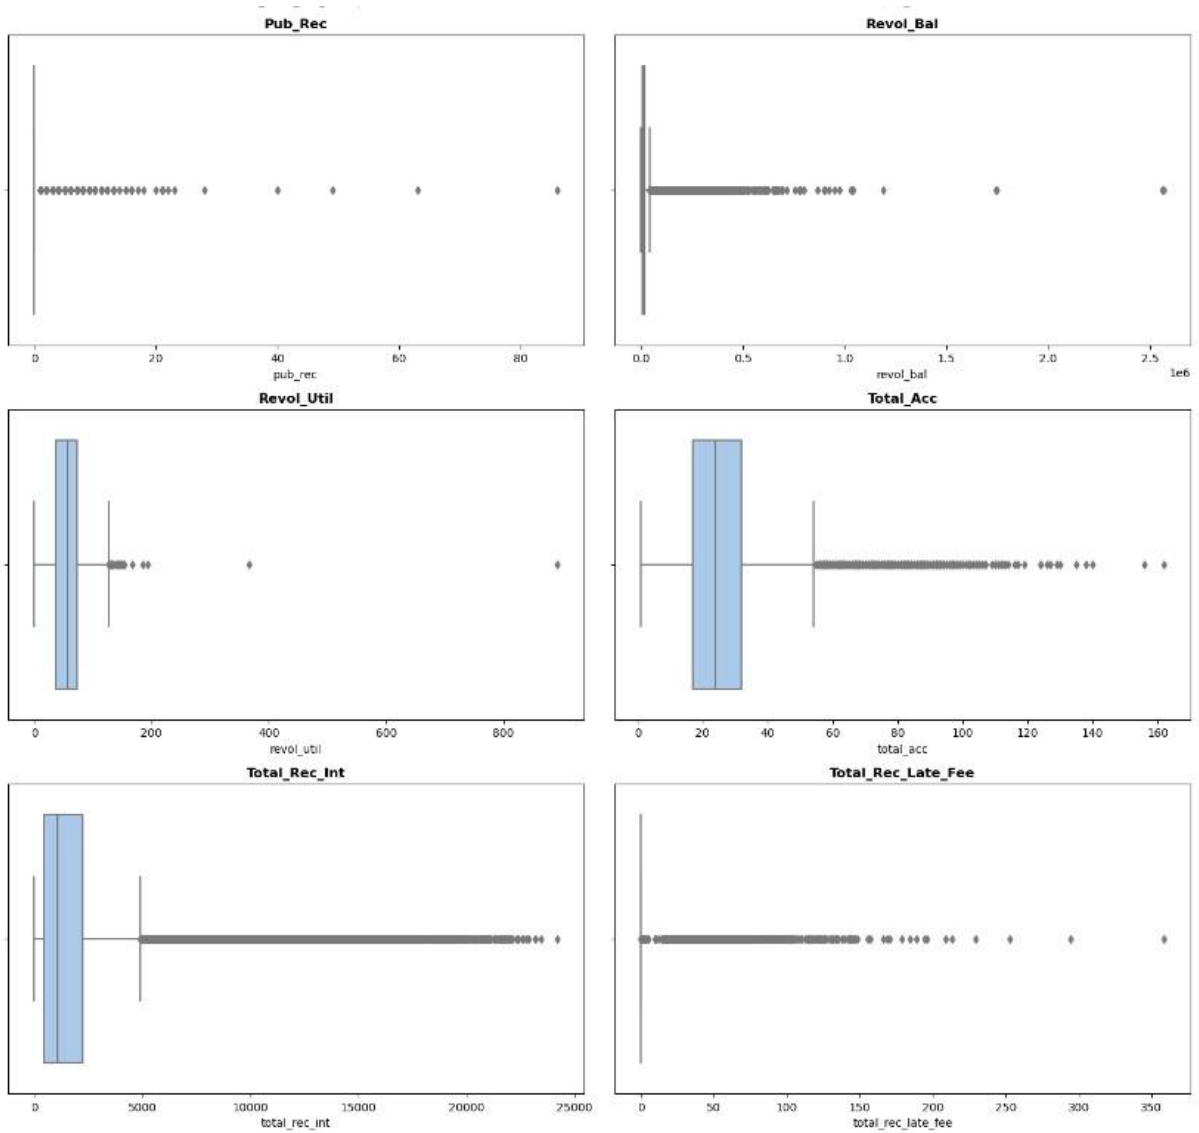 Pub_Rec
0 20 40 60 80
pub_rec
Revol_Bal
0.0 0.5 1.0 1.5 2.0 2.5
1e6
revol_bal
Revol_Util
0 200 400 600 800
revol_util
Total_Acc
0 20 40 60 80 100 120 140 160
total_acc
Total_Rec_Int
0 5000 10000 15000 20000 25000
total_rec_int
Total_Rec_Late_Fee
0 50 100 150 200 250 300 350
total_rec_late_fee